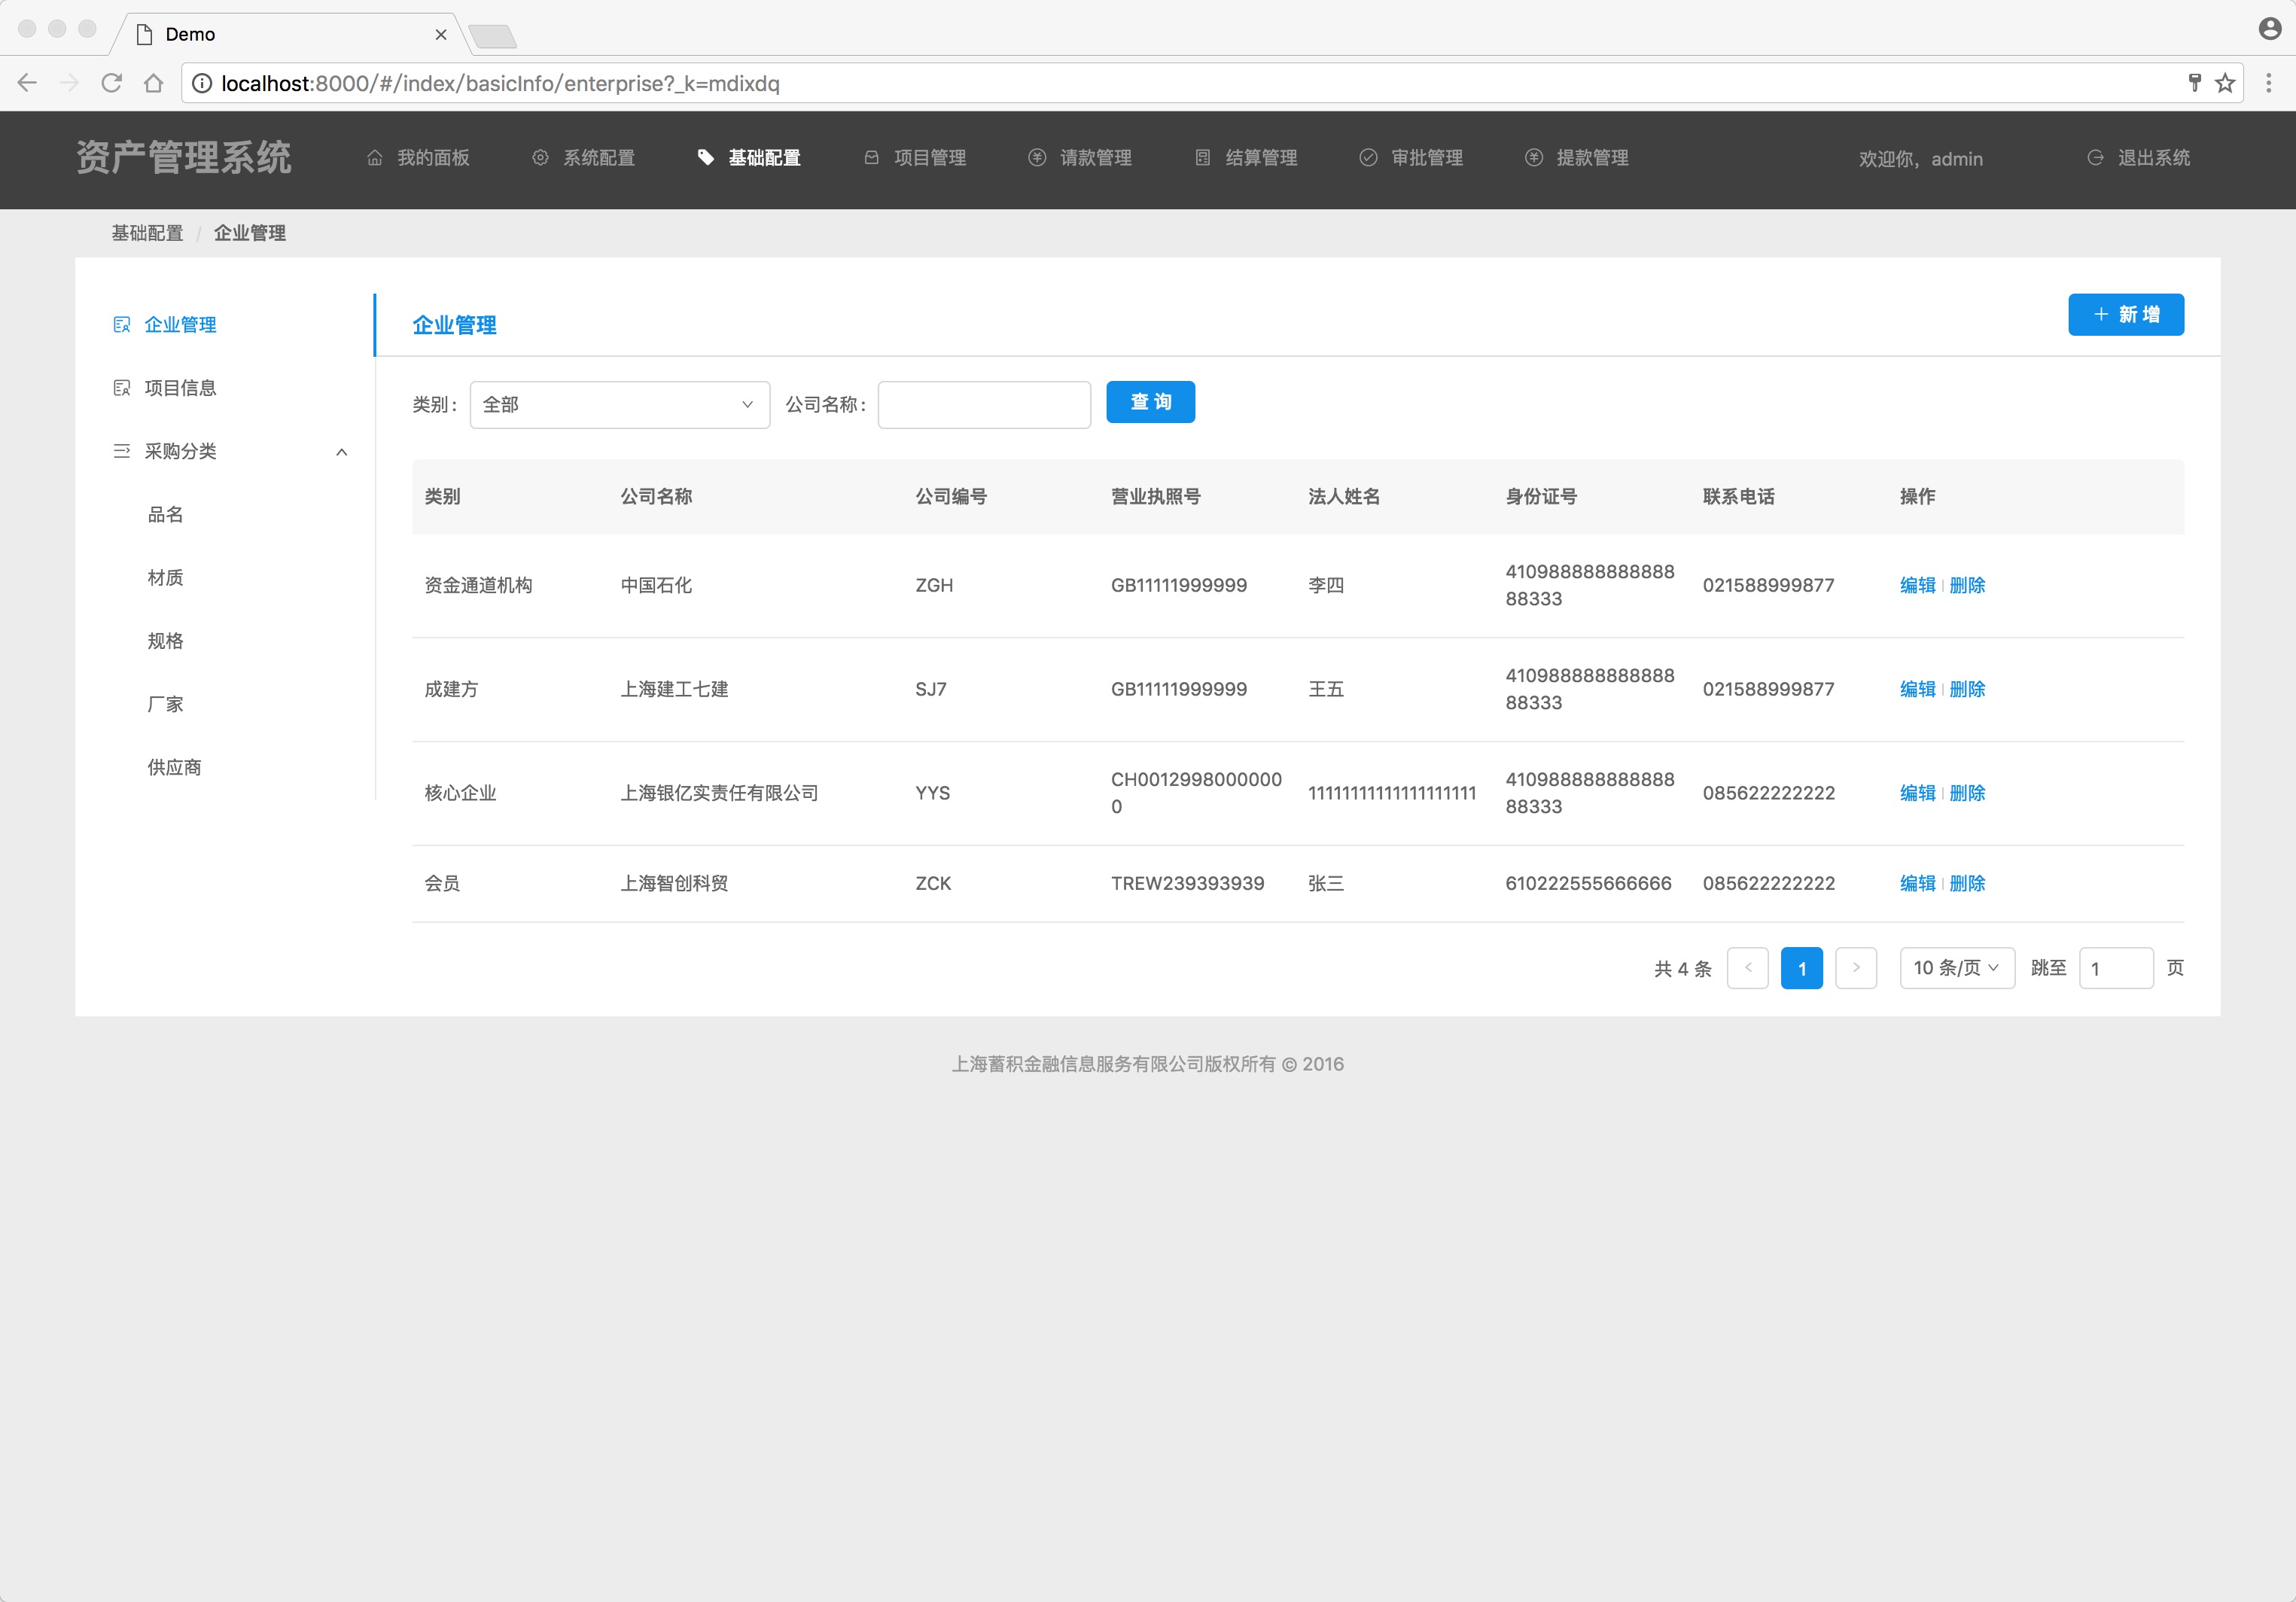 Demo
localhost:8000/#/index/basicInfo/enterprise?_k=mdixdq
资产管理系统 我的面板 系统配置 基础配置 项目管理 请款管理 结算管理 审批管理 提款管理 欢迎你，admin 退出系统
基础配置 / 企业管理
企业管理
项目信息
采购分类
品名
材质
规格
厂家
供应商
企业管理 新增
类别： 全部 公司名称： 查询
类别 公司名称 公司编号 营业执照号 法人姓名 身份证号 联系电话 操作
资金通道机构 中国石化 ZGH GB11111999999 李四 410988888888888 88333 021588999877 编辑 | 删除
成建方 上海建工七建 SJ7 GB11111999999 王五 410988888888888 88333 021588999877 编辑 | 删除
核心企业 上海银亿实责任有限公司 YYS CH0012998000000 0 11111111111111111111 410988888888888 88333 085622222222 编辑 | 删除
会员 上海智创科贸 ZCK TREW239393939 张三 610222555666666 085622222222 编辑 | 删除
共 4 条 < 1 > 10 条/页 跳至 1 页
上海蓄积金融信息服务有限公司版权所有 © 2016